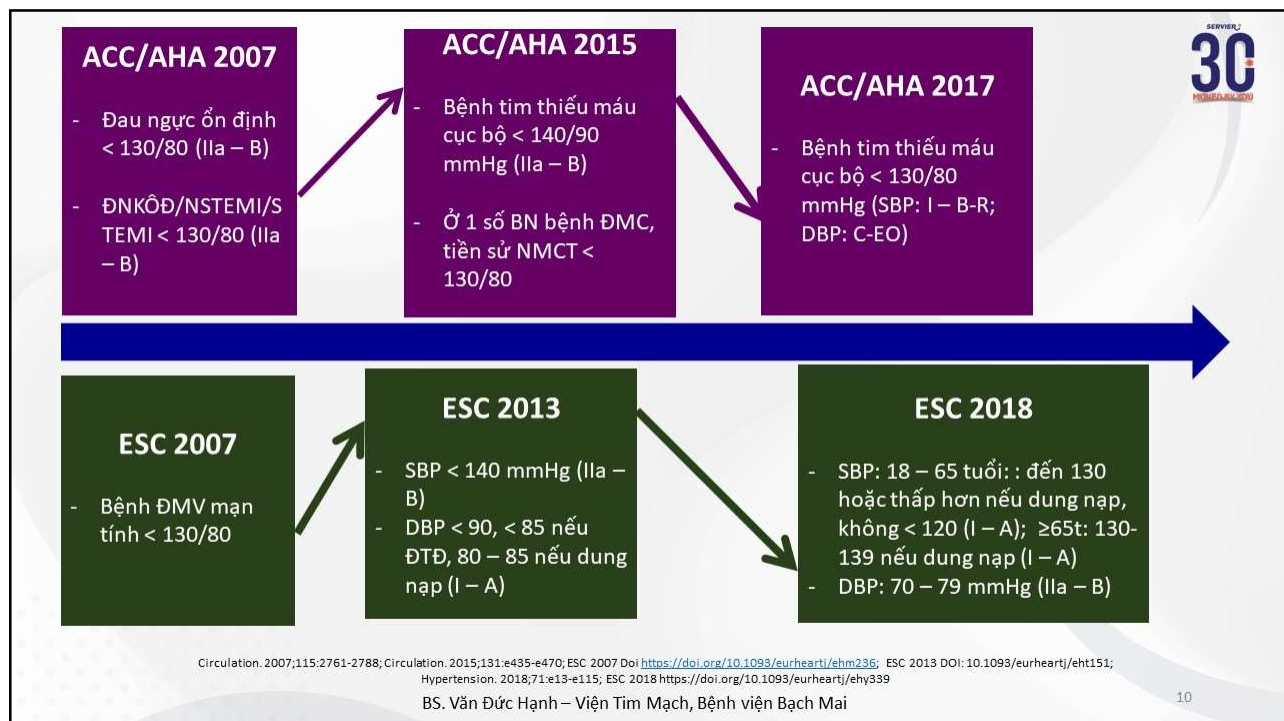 SERVIER
30
MOVED BY YOU
ACC/AHA 2007
- Đau ngực ổn định
< 130/80 (IIa – B)
- ĐNKÔĐ/NSTEMI/S
TEMI < 130/80 (IIa
– B)
ACC/AHA 2015
- Bệnh tim thiếu máu
cục bộ < 140/90
mmHg (IIa – B)
- Ở 1 số BN bệnh ĐMC,
tiền sử NMCT <
130/80
ACC/AHA 2017
- Bệnh tim thiếu máu
cục bộ < 130/80
mmHg (SBP: I – B-R;
DBP: C-EO)
ESC 2007
- Bệnh ĐMV mạn
tính < 130/80
ESC 2013
- SBP < 140 mmHg (IIa –
B)
- DBP < 90, < 85 nếu
ĐTĐ, 80 – 85 nếu dung
nạp (I – A)
ESC 2018
- SBP: 18 – 65 tuổi: : đến 130
hoặc thấp hơn nếu dung nạp,
không < 120 (I – A); ≥65t: 130-
139 nếu dung nạp (I – A)
- DBP: 70 – 79 mmHg (IIa – B)
Circulation. 2007;115:2761-2788; Circulation. 2015;131:e435-e470; ESC 2007 Doi https://doi.org/10.1093/eurheartj/ehm236; ESC 2013 DOI: 10.1093/eurheartj/eht151;
Hypertension. 2018;71:e13-e115; ESC 2018 https://doi.org/10.1093/eurheartj/ehy339
BS. Văn Đức Hạnh – Viện Tim Mạch, Bệnh viện Bạch Mai
10